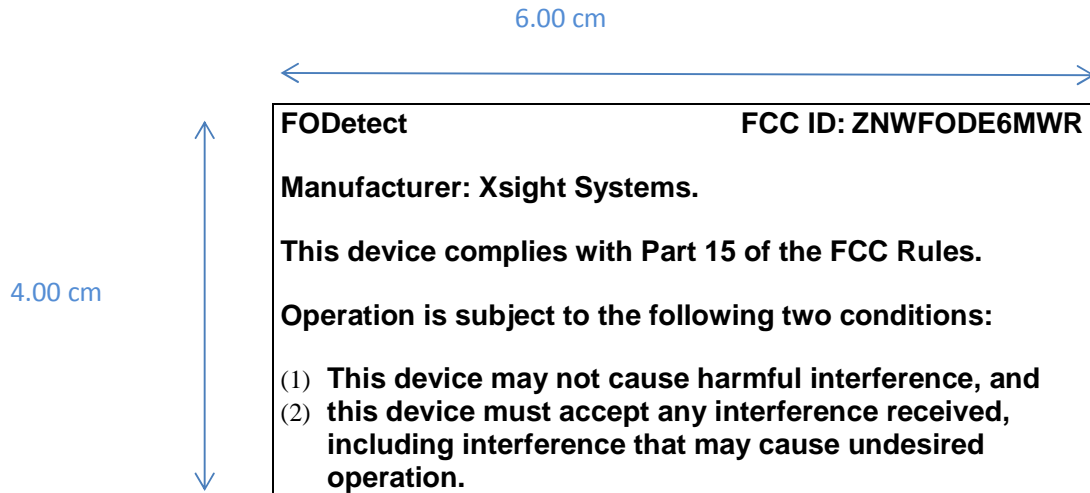 6.00 cm
FODetect FCC ID: ZNWFODE6MWR
Manufacturer: Xsight Systems.
This device complies with Part 15 of the FCC Rules.
4.00 cm
Operation is subject to the following two conditions:
(1) This device may not cause harmful interference, and
(2) this device must accept any interference received,
including interference that may cause undesired
operation.